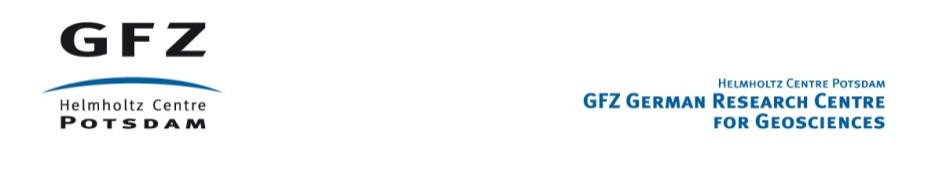 GFZ
Helmholtz Centre
POTSDAM
HELMHOLTZ CENTRE POTSDAM
GFZ GERMAN RESEARCH CENTRE
FOR GEOSCIENCES